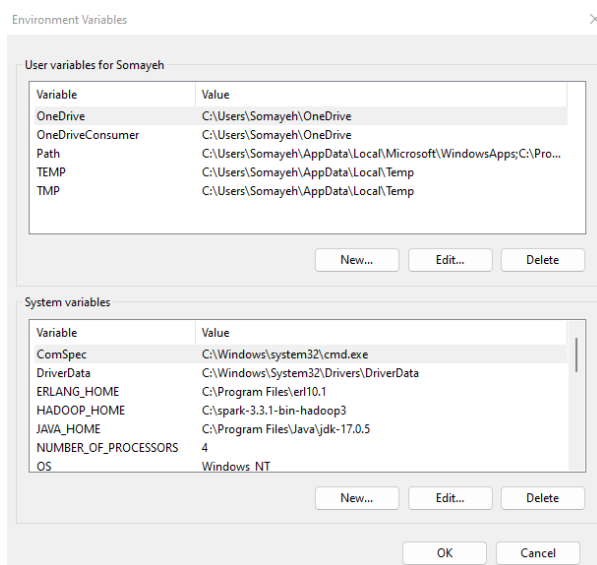 Environment Variables
User variables for Somayeh
Variable Value
OneDrive C:\Users\Somayeh\OneDrive
OneDriveConsumer C:\Users\Somayeh\OneDrive
Path C:\Users\Somayeh\AppData\Local\Microsoft\WindowsApps;C:\Pro...
TEMP C:\Users\Somayeh\AppData\Local\Temp
TMP C:\Users\Somayeh\AppData\Local\Temp
New... Edit... Delete
System variables
Variable Value
ComSpec C:\Windows\system32\cmd.exe
DriverData C:\Windows\System32\Drivers\DriverData
ERLANG_HOME C:\Program Files\erl10.1
HADOOP_HOME C:\spark-3.3.1-bin-hadoop3
JAVA_HOME C:\Program Files\Java\jdk-17.0.5
NUMBER_OF_PROCESSORS 4
OS Windows_NT
New... Edit... Delete
OK Cancel